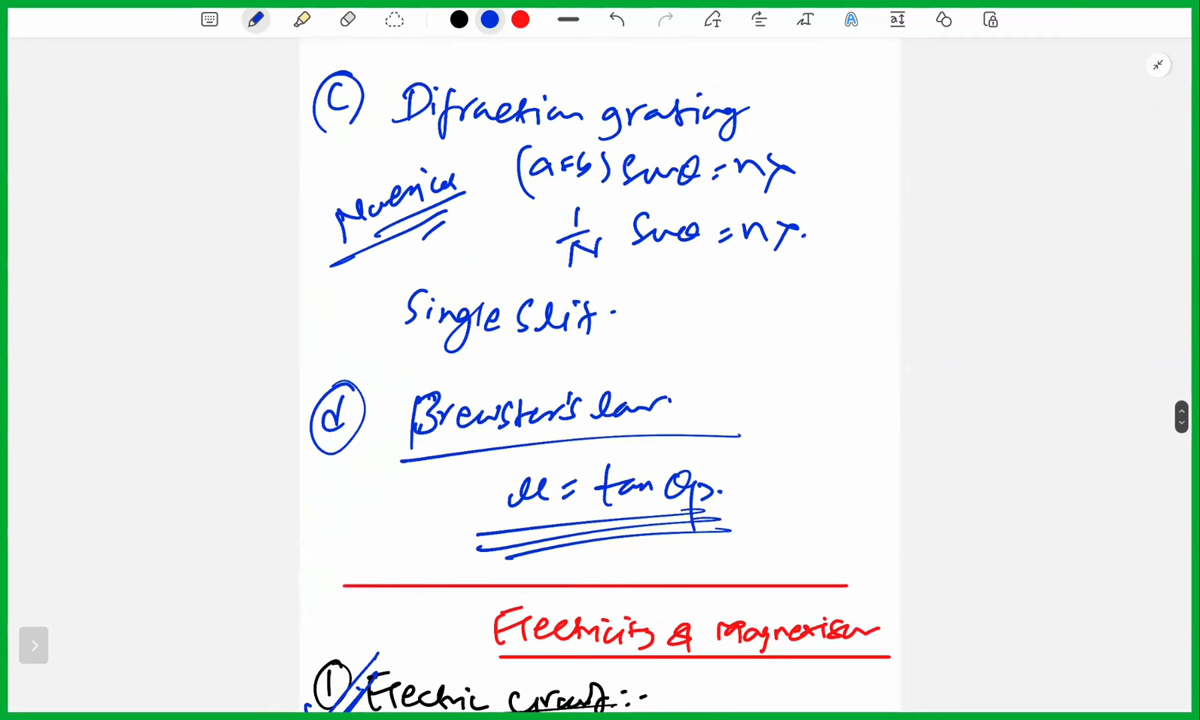 (C) Difraction grating
(a+b) Sinθ = nλ
Numerical
1/N Sinθ = nλ.
Single Slit.
(d) Brewster's law.
μ = tan θp.
Electricity & Magnetism
(1) Electric circuit :-